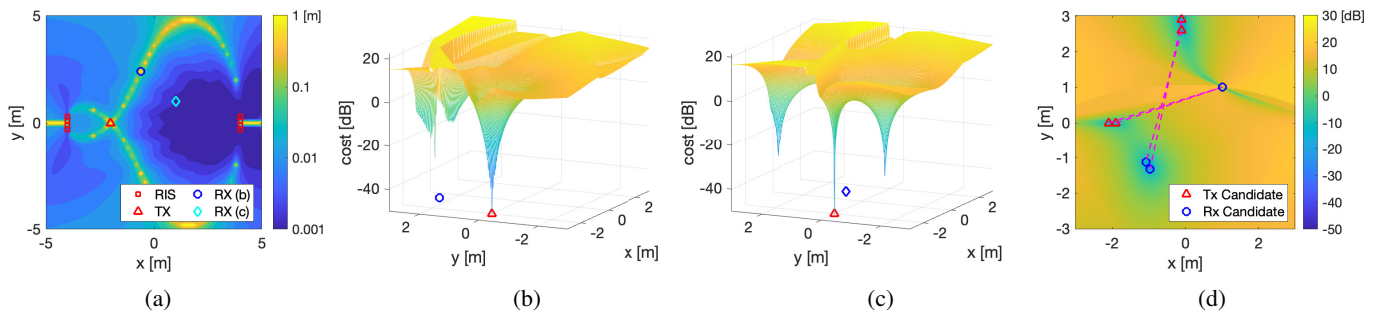 5
0
-5
y [m]
-5
0
5
x [m]
1 [m]
0.1
0.01
0.001
RIS
TX
RX (b)
RX (c)
(a)
20
0
-20
-40
cost [dB]
2
0
-2
y [m]
-2
0
2
x [m]
(b)
20
0
-20
-40
cost [dB]
2
0
-2
y [m]
-2
0
2
x [m]
(c)
3
2
1
0
-1
-2
-3
y [m]
-2
0
2
x [m]
30 [dB]
20
10
0
-10
-20
-30
-40
-50
Tx Candidate
Rx Candidate
(d)